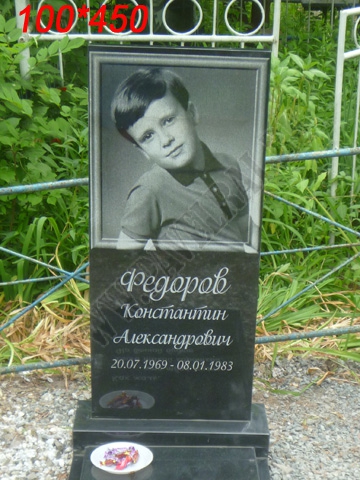 100*450
Федоров
Константин
Александрович
20.07.1969 - 08.01.1983